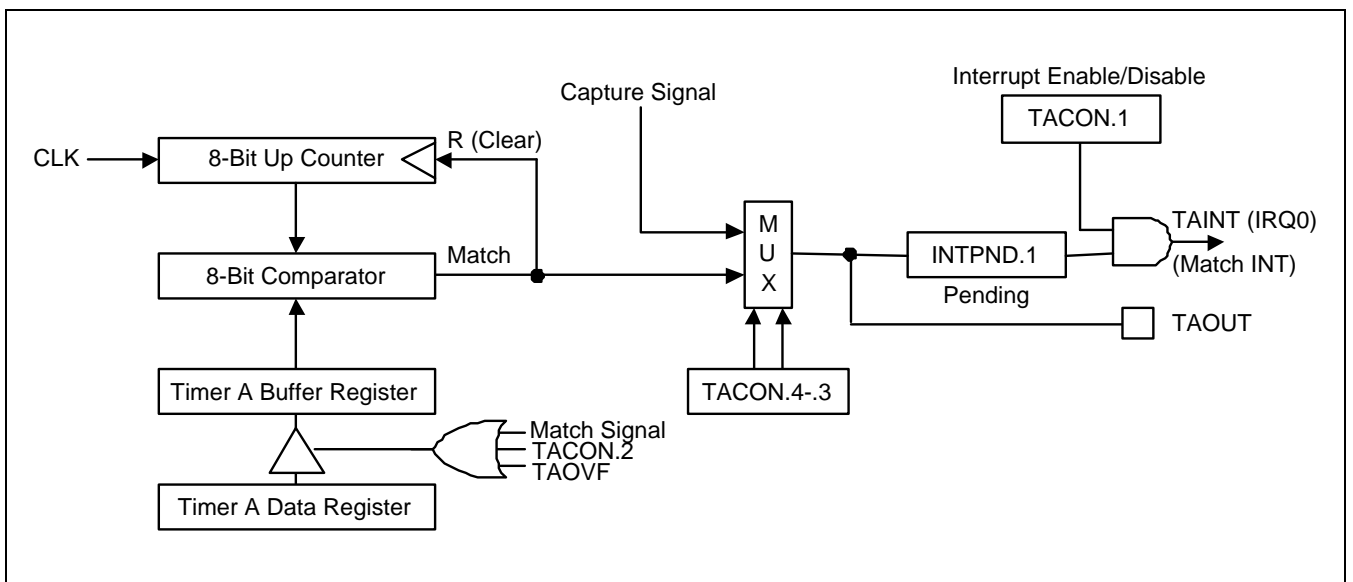 Interrupt Enable/Disable
Capture Signal
TACON.1
CLK
8-Bit Up Counter
R (Clear)
M
U
X
TAINT (IRQ0)
8-Bit Comparator
Match
INTPND.1
(Match INT)
Pending
TAOUT
Timer A Buffer Register
TACON.4-.3
Match Signal
TACON.2
TAOVF
Timer A Data Register